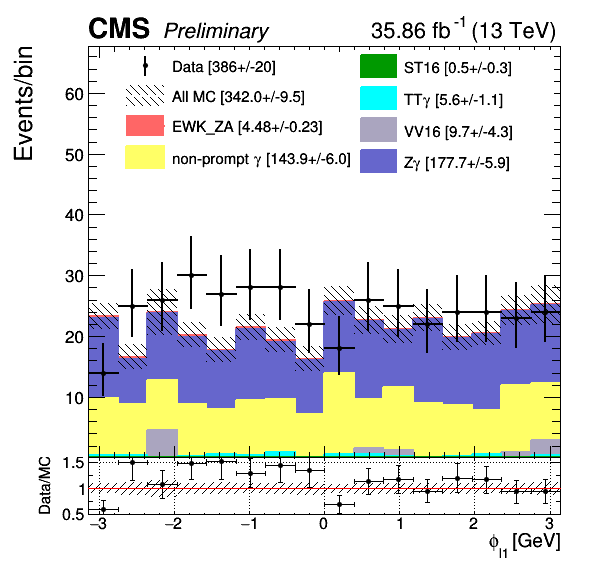 CMS Preliminary 35.86 fb⁻¹ (13 TeV)
Events/bin
Data [386+/-20]
All MC [342.0+/-9.5]
EWK_ZA [4.48+/-0.23]
non-prompt γ [143.9+/-6.0]
ST16 [0.5+/-0.3]
TTγ [5.6+/-1.1]
VV16 [9.7+/-4.3]
Zγ [177.7+/-5.9]
60
50
40
30
20
10
Data/MC
1.5
1
0.5
−3 −2 −1 0 1 2 3
ϕ_l1 [GeV]